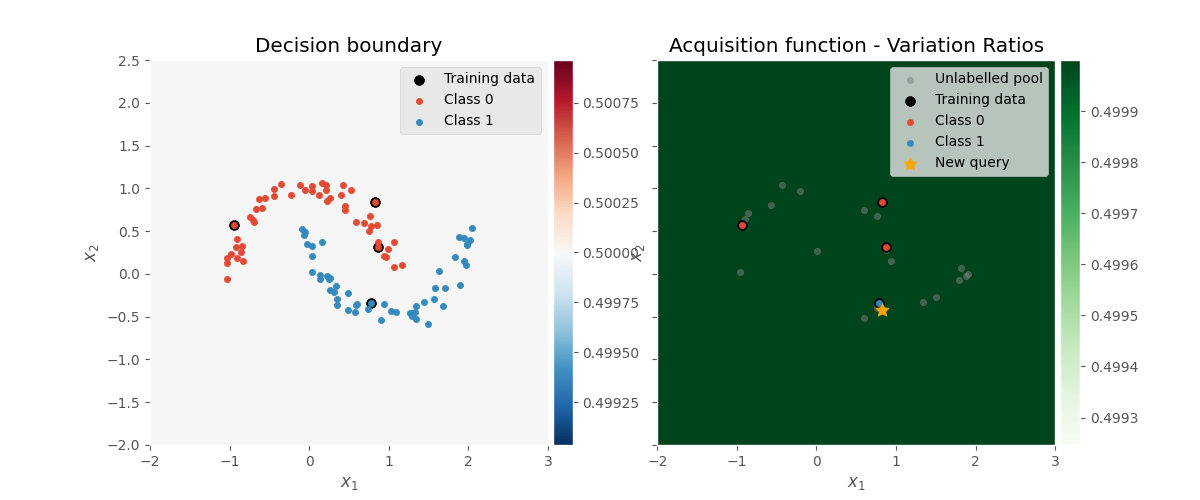 Decision boundary
Training data
Class 0
Class 1
2.5
2.0
1.5
1.0
0.5
0.0
−0.5
−1.0
−1.5
−2.0
x2
−2
−1
0
1
2
3
x1
0.50075
0.50050
0.50025
0.50000
0.49975
0.49950
0.49925
Acquisition function - Variation Ratios
Unlabelled pool
Training data
Class 0
Class 1
New query
x2
−2
−1
0
1
2
3
x1
0.4999
0.4998
0.4997
0.4996
0.4995
0.4994
0.4993